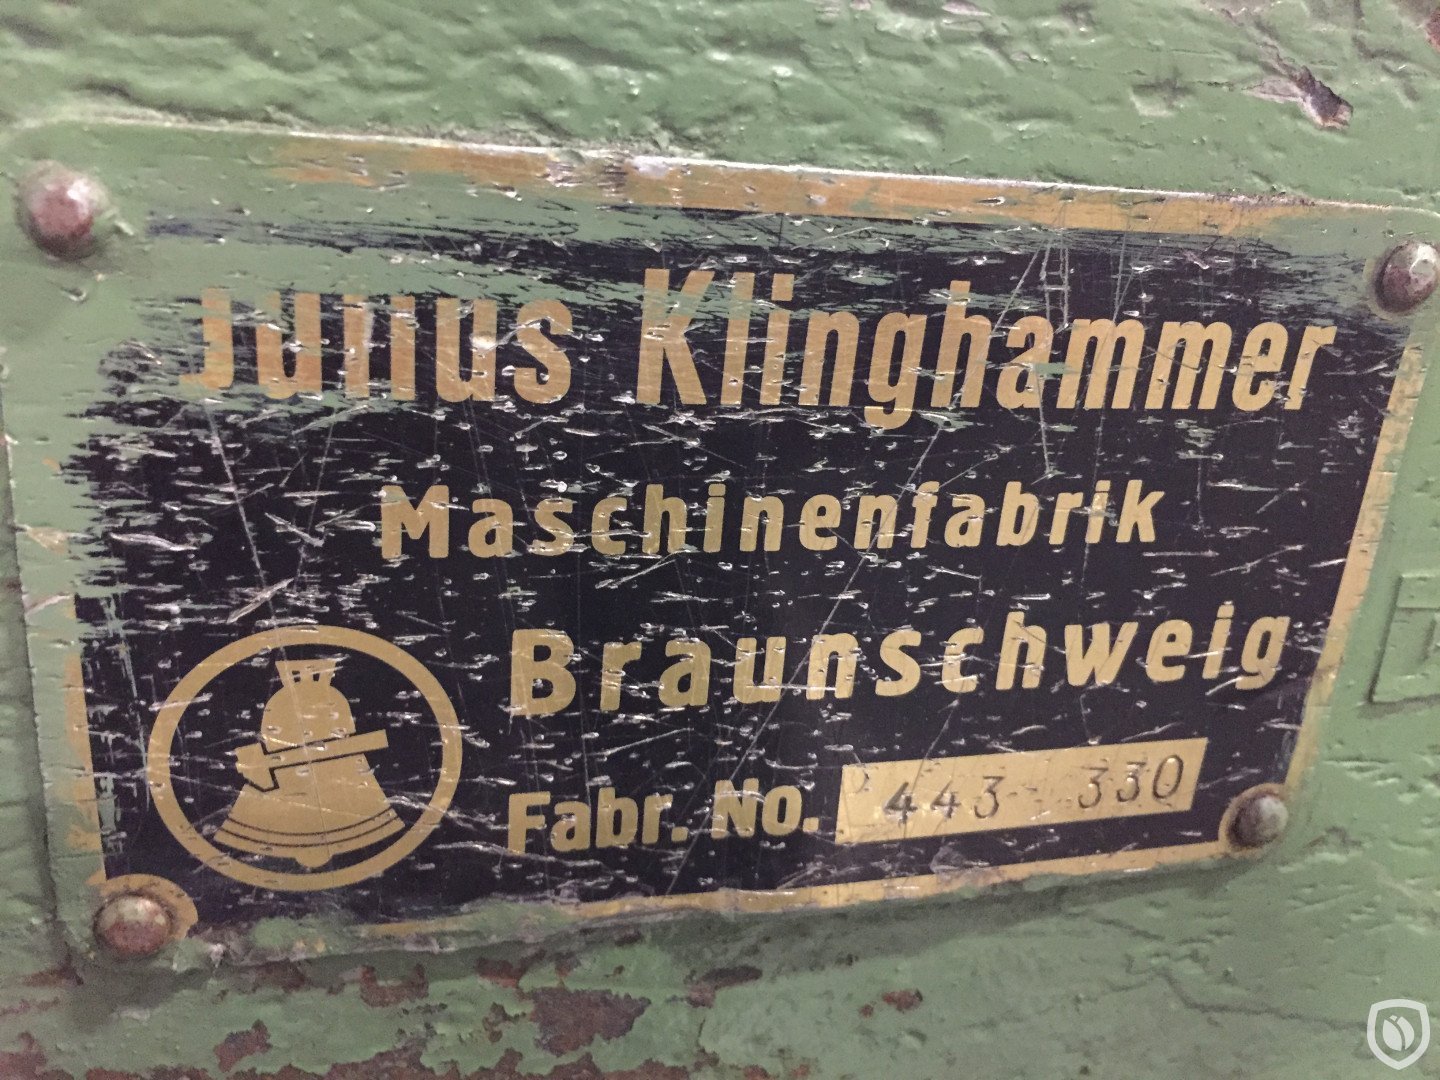 Julius Klinghammer
Maschinenfabrik
Braunschweig
Fabr. No. 443 330